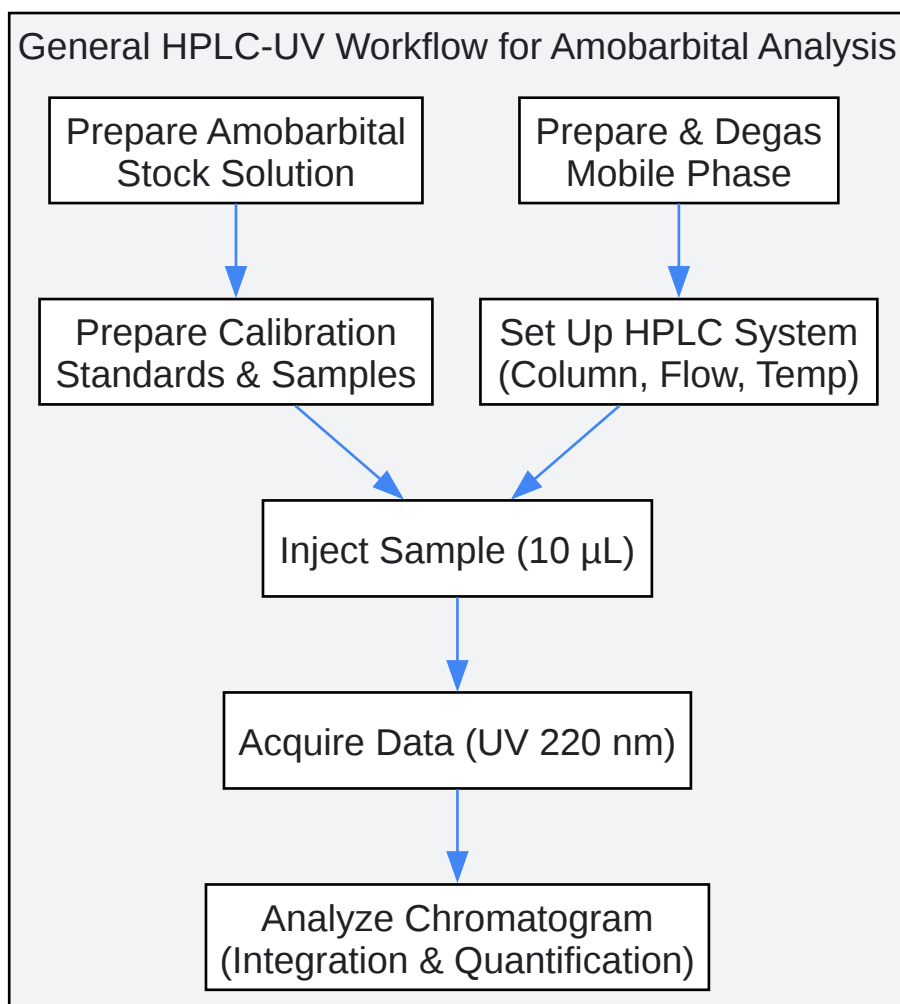 General HPLC-UV Workflow for Amobarbital Analysis
Prepare Amobarbital
Stock Solution
Prepare & Degas
Mobile Phase
Prepare Calibration
Standards & Samples
Set Up HPLC System
(Column, Flow, Temp)
Inject Sample (10 µL)
Acquire Data (UV 220 nm)
Analyze Chromatogram
(Integration & Quantification)